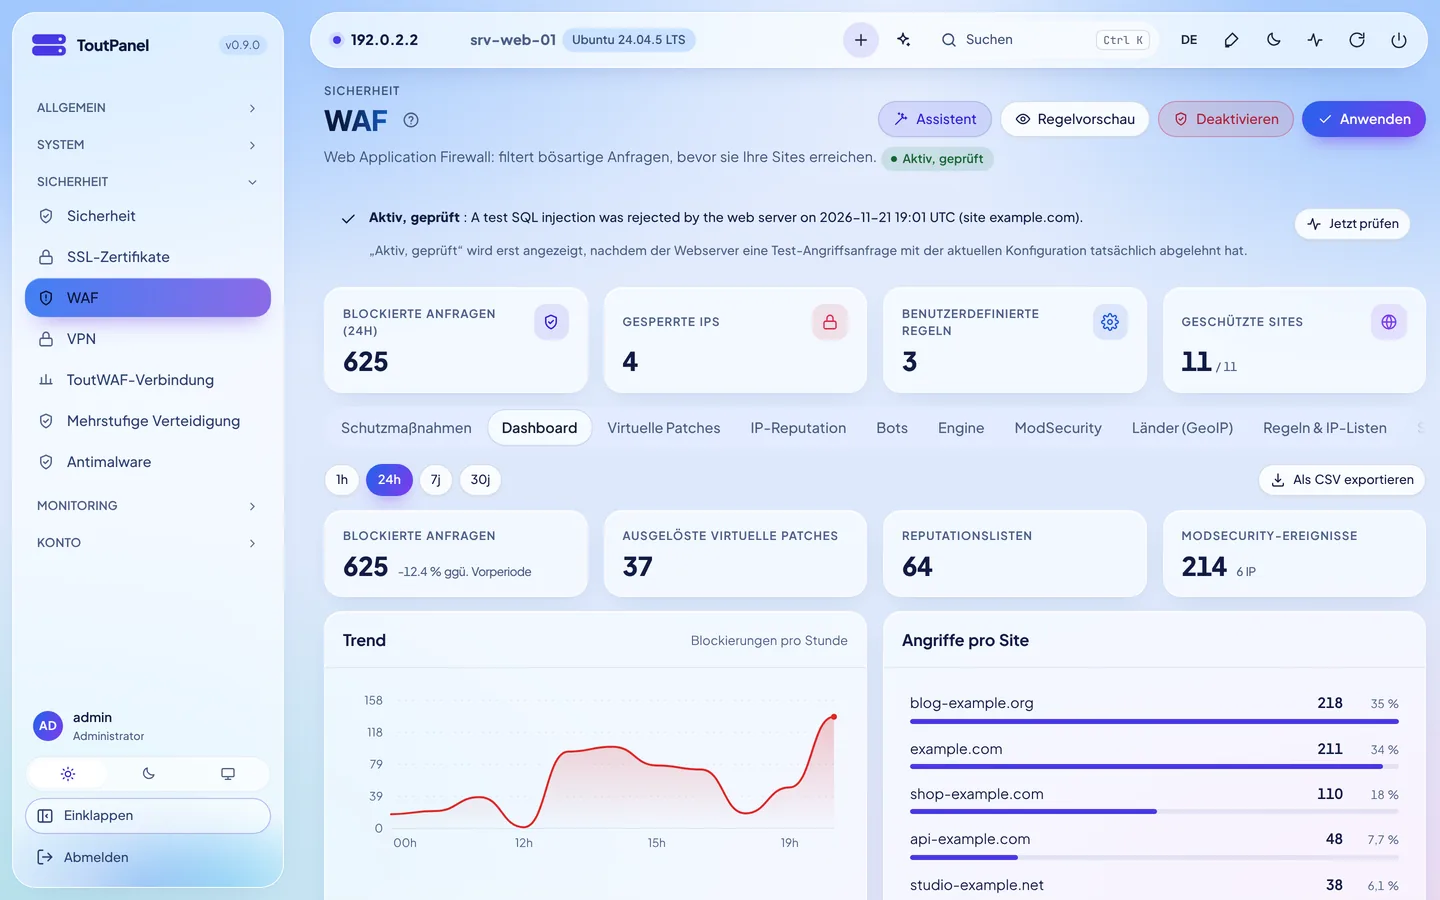 ToutPanel
v0.9.0
ALLGEMEIN
SYSTEM
SICHERHEIT
Sicherheit
SSL-Zertifikate
WAF
VPN
ToutWAF-Verbindung
Mehrstufige Verteidigung
Antimalware
MONITORING
KONTO
AD
admin
Administrator
Einklappen
Abmelden
192.0.2.2
srv-web-01
Ubuntu 24.04.5 LTS
Suchen
Ctrl K
DE
SICHERHEIT
WAF
Assistent
Regelvorschau
Deaktivieren
Anwenden
Web Application Firewall: filtert bösartige Anfragen, bevor sie Ihre Sites erreichen.
Aktiv, geprüft
Aktiv, geprüft : A test SQL injection was rejected by the web server on 2026-11-21 19:01 UTC (site example.com).
„Aktiv, geprüft“ wird erst angezeigt, nachdem der Webserver eine Test-Angriffsanfrage mit der aktuellen Konfiguration tatsächlich abgelehnt hat.
Jetzt prüfen
BLOCKIERTE ANFRAGEN (24H)
625
GESPERRTE IPS
4
BENUTZERDEFINIERTE REGELN
3
GESCHÜTZTE SITES
11 / 11
Schutzmaßnahmen
Dashboard
Virtuelle Patches
IP-Reputation
Bots
Engine
ModSecurity
Länder (GeoIP)
Regeln & IP-Listen
1h
24h
7j
30j
Als CSV exportieren
BLOCKIERTE ANFRAGEN
625 -12.4 % ggü. Vorperiode
AUSGELÖSTE VIRTUELLE PATCHES
37
REPUTATIONSLISTEN
64
MODSECURITY-EREIGNISSE
214 6 IP
Trend
Blockierungen pro Stunde
158
118
79
39
0
00h
12h
15h
19h
Angriffe pro Site
blog-example.org 218 35 %
example.com 211 34 %
shop-example.com 110 18 %
api-example.com 48 7,7 %
studio-example.net 38 6,1 %